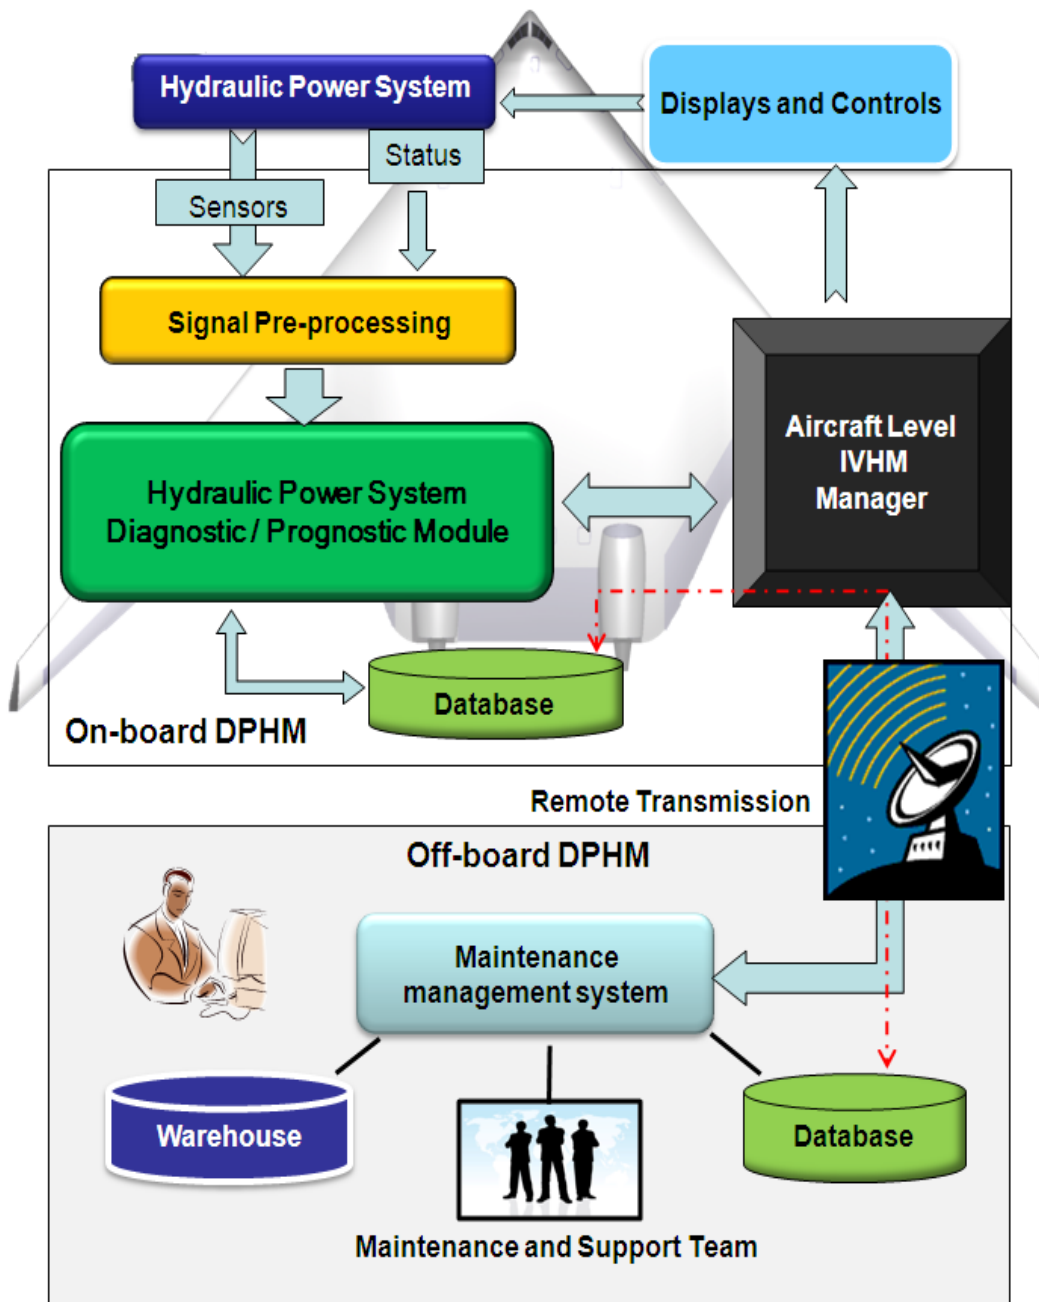 Hydraulic Power System
Displays and Controls
Status
Sensors
Signal Pre-processing
Aircraft Level
IVHM
Manager
Hydraulic Power System
Diagnostic / Prognostic Module
Database
On-board DPHM
Remote Transmission
Off-board DPHM
Maintenance
management system
Warehouse
Database
Maintenance and Support Team